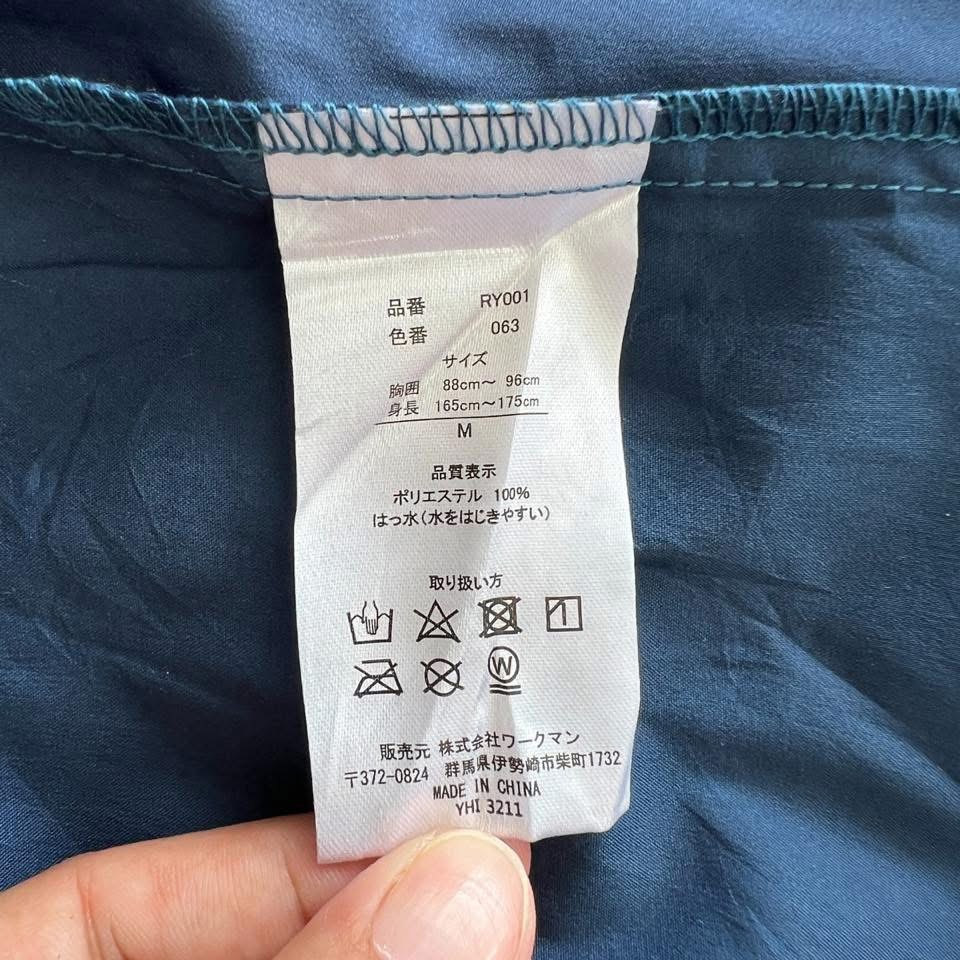 品番 RY001
色番 063
サイズ
胸囲 88cm～ 96cm
身長 165cm～175cm
M
品質表示
ポリエステル 100%
はっ水(水をはじきやすい)
取り扱い方
1
W
販売元 株式会社ワークマン
〒372-0824 群馬県伊勢崎市柴町1732
MADE IN CHINA
YHI 3211